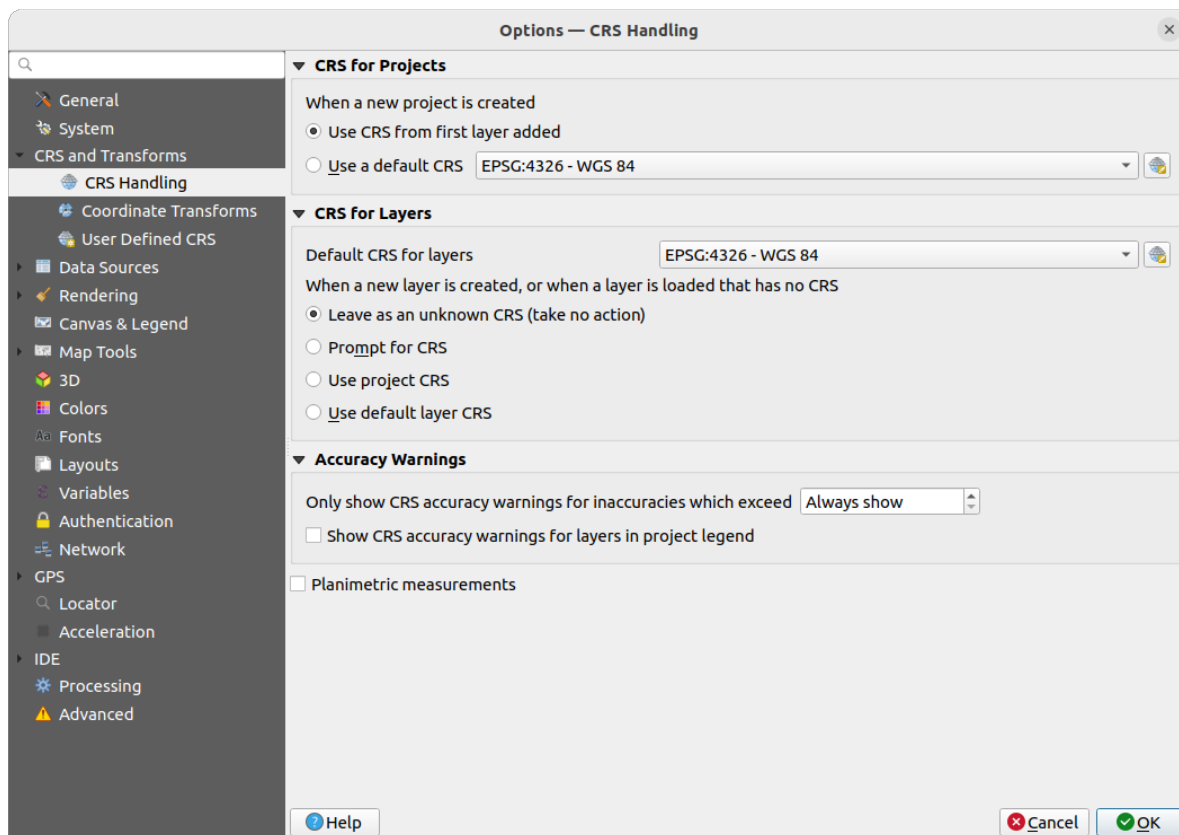 Options — CRS Handling
General
System
CRS and Transforms
CRS Handling
Coordinate Transforms
User Defined CRS
Data Sources
Rendering
Canvas & Legend
Map Tools
3D
Colors
Aa Fonts
Layouts
Variables
Authentication
Network
GPS
Locator
Acceleration
IDE
Processing
Advanced
CRS for Projects
When a new project is created
Use CRS from first layer added
Use a default CRS EPSG:4326 - WGS 84
CRS for Layers
Default CRS for layers EPSG:4326 - WGS 84
When a new layer is created, or when a layer is loaded that has no CRS
Leave as an unknown CRS (take no action)
Prompt for CRS
Use project CRS
Use default layer CRS
Accuracy Warnings
Only show CRS accuracy warnings for inaccuracies which exceed Always show
Show CRS accuracy warnings for layers in project legend
Planimetric measurements
Help
Cancel
OK